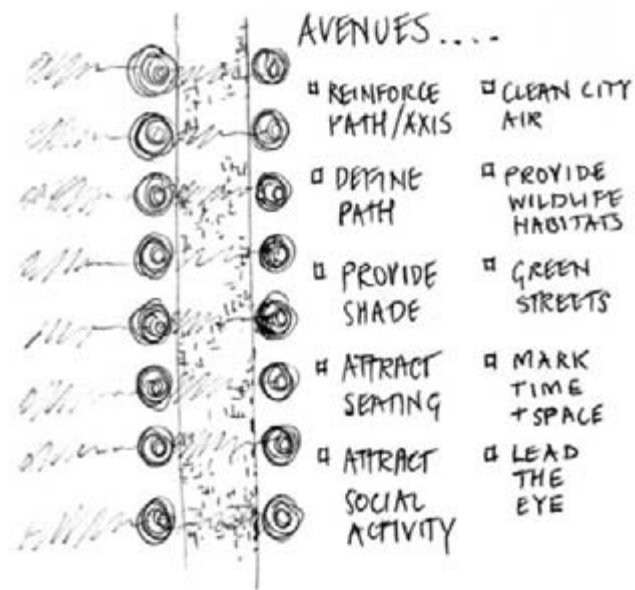 AVENUES....
REINFORCE
PATH/AXIS
DEFINE
PATH
PROVIDE
SHADE
ATTRACT
SEATING
ATTRACT
SOCIAL
ACTIVITY
CLEAN CITY
AIR
PROVIDE
WILDLIFE
HABITATS
GREEN
STREETS
MARK
TIME
+ SPACE
LEAD
THE
EYE